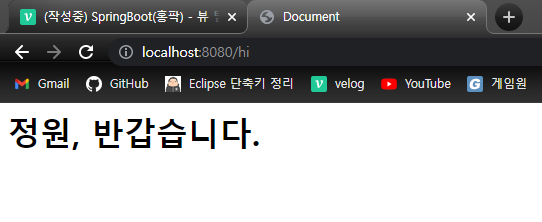 (작성중) SpringBoot(홍팍) - 뷰
Document
localhost:8080/hi
Gmail GitHub Eclipse 단축키 정리 velog YouTube 게임원
정원, 반갑습니다.